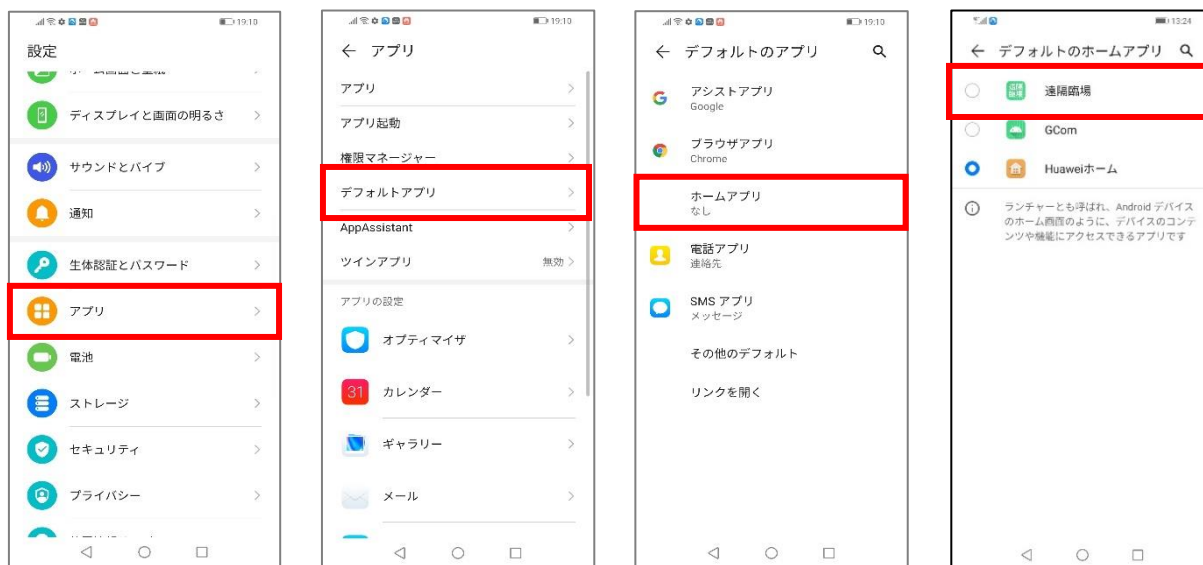 19:10
設定
ディスプレイと画面の明るさ
サウンドとバイブ
通知
生体認証とパスワード
アプリ
電池
ストレージ
セキュリティ
プライバシー
19:10
アプリ
アプリ
アプリ起動
権限マネージャー
デフォルトアプリ
AppAssistant
ツインアプリ 無効
アプリの設定
オプティマイザ
31 カレンダー
ギャラリー
メール
19:10
デフォルトのアプリ
アシストアプリ
Google
ブラウザアプリ
Chrome
ホームアプリ
なし
電話アプリ
連絡先
SMS アプリ
メッセージ
その他のデフォルト
リンクを開く
13:24
デフォルトのホームアプリ
遠隔臨場
遠隔臨場
GCom
Huaweiホーム
ランチャーとも呼ばれ、Android デバイス
のホーム画面のように、デバイスのコンテ
ンツや機能にアクセスできるアプリです